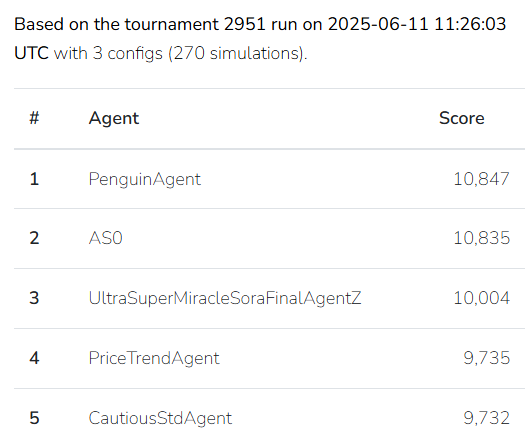 Based on the tournament 2951 run on 2025-06-11 11:26:03
UTC with 3 configs (270 simulations).
# Agent Score
1 PenguinAgent 10,847
2 AS0 10,835
3 UltraSuperMiracleSoraFinalAgentZ 10,004
4 PriceTrendAgent 9,735
5 CautiousStdAgent 9,732